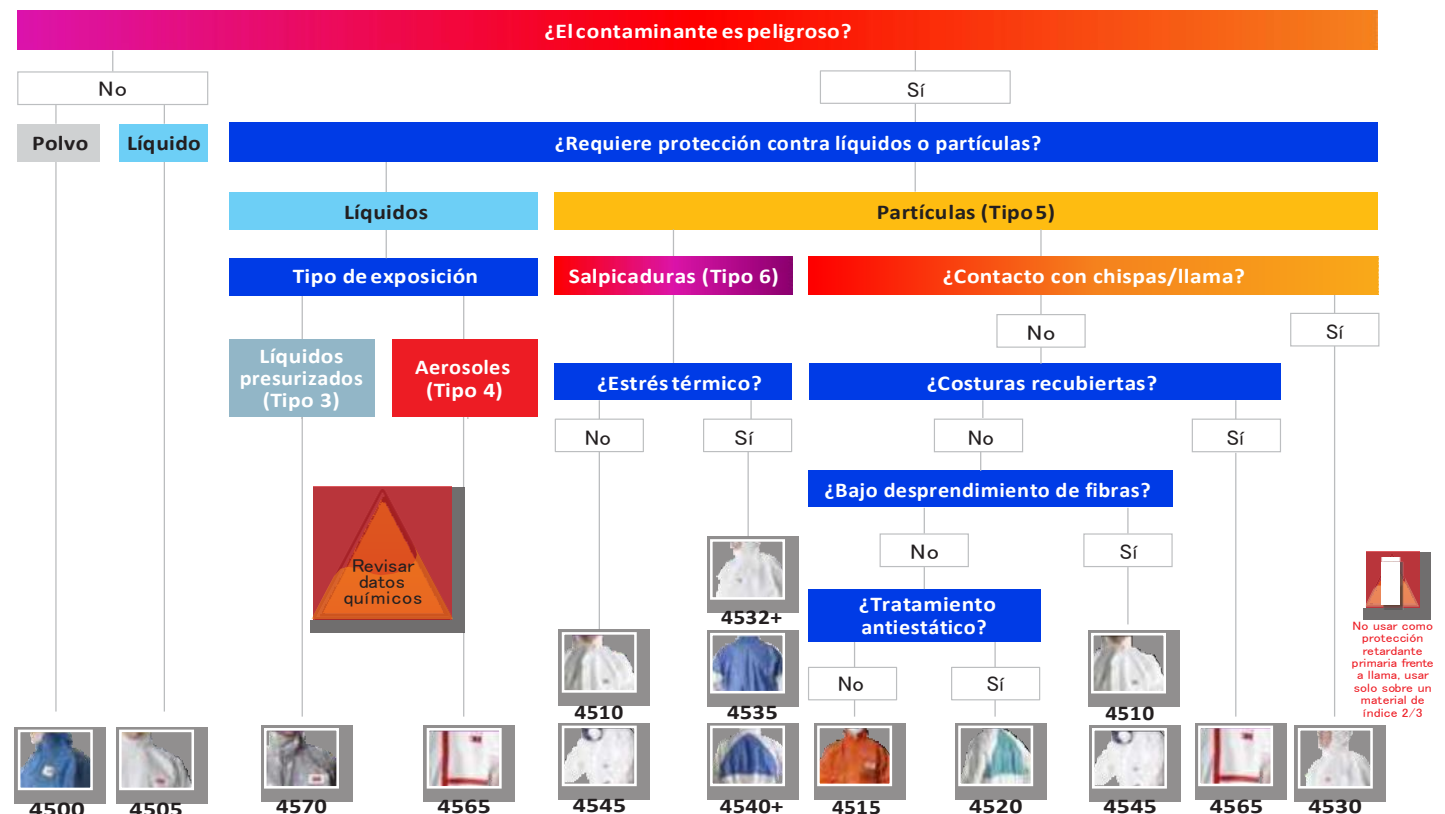 ¿El contaminante es peligroso?
No
Sí
Polvo
Líquido
¿Requiere protección contra líquidos o partículas?
Líquidos
Partículas (Tipo 5)
Tipo de exposición
Salpicaduras (Tipo 6)
¿Contacto con chispas/llama?
No
Sí
Líquidos
presurizados
(Tipo 3)
Aerosoles
(Tipo 4)
¿Estrés térmico?
¿Costuras recubiertas?
No
Sí
No
Sí
¿Bajo desprendimiento de fibras?
Revisar
datos
químicos
No
Sí
4532+
¿Tratamiento
antiestático?
No usar como
protección
retardante
primaria frente
a llama, usar
solo sobre un
material de
índice 2/3
No
Sí
4510
4535
4510
4500
4505
4570
4565
4545
4540+
4515
4520
4545
4565
4530